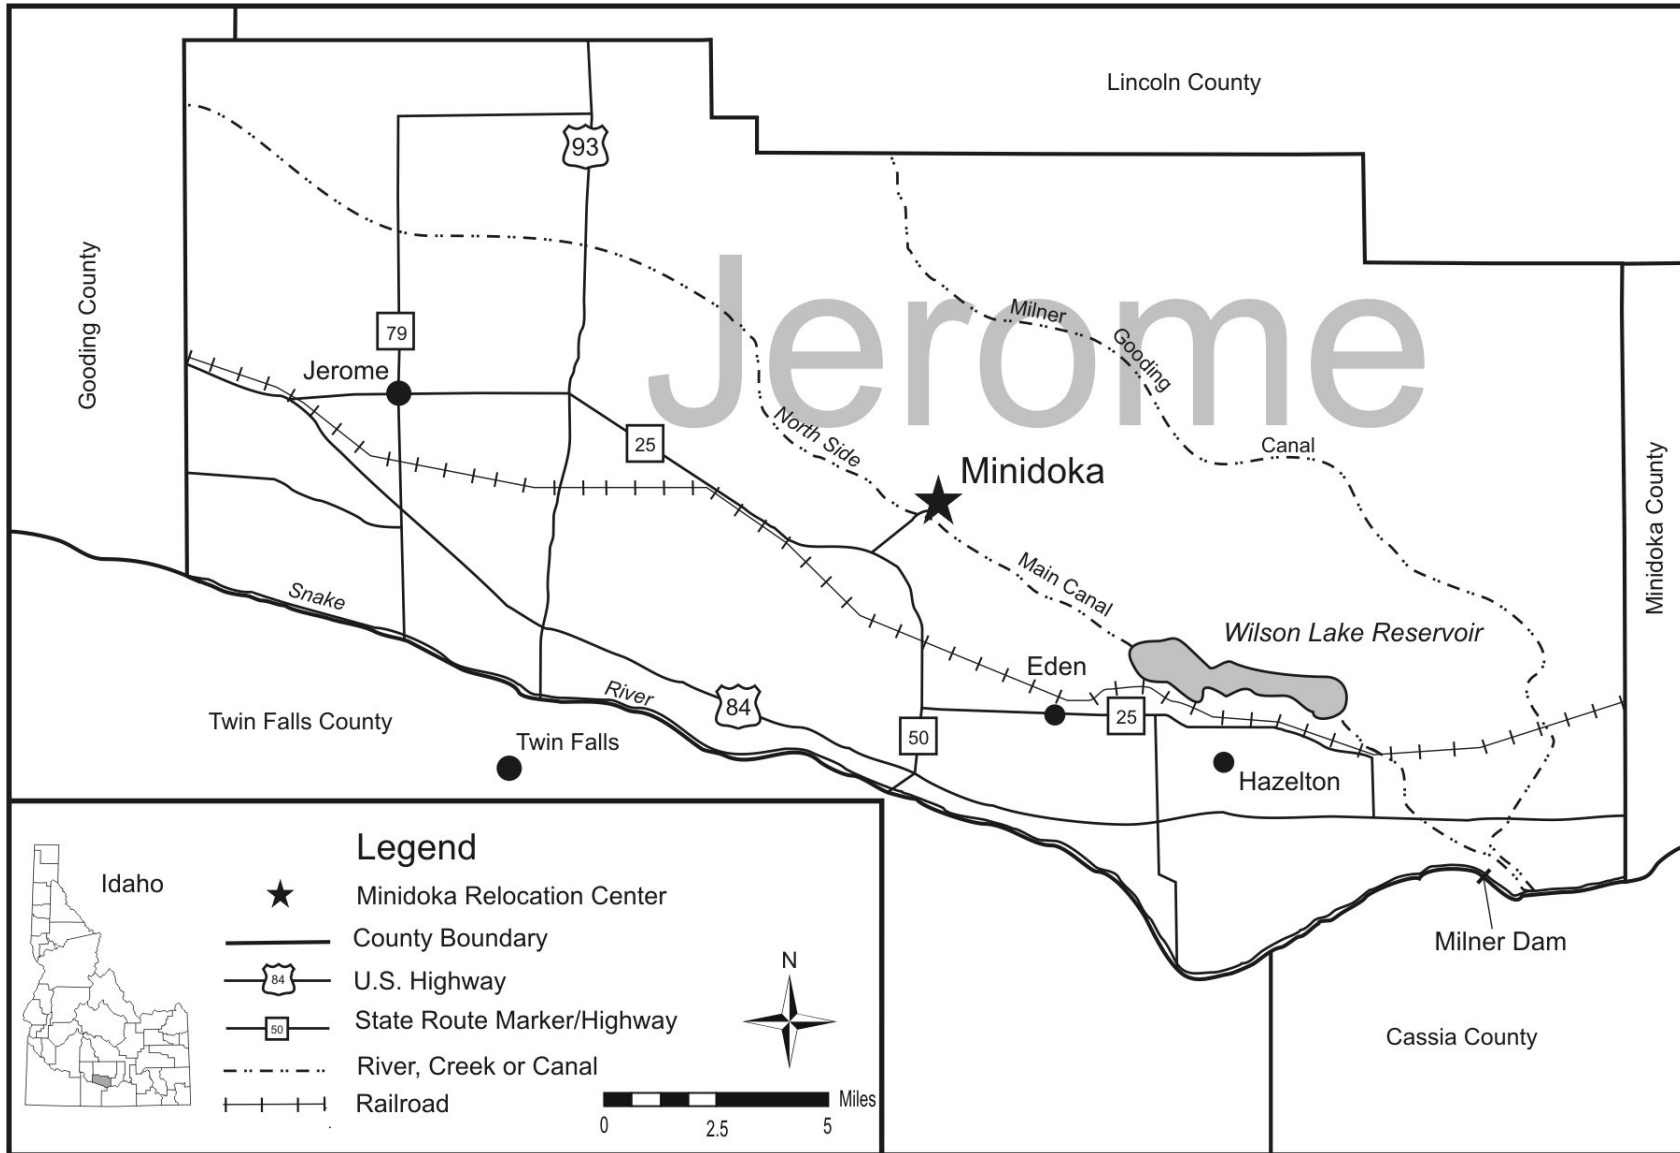 Lincoln County
93
Gooding County
Jerome
Milner
Gooding
79
Jerome
North Side
25
Canal
Minidoka
Minidoka County
Main Canal
Snake
Wilson Lake Reservoir
Eden
River
84
25
50
Twin Falls County
Twin Falls
Hazelton
Milner Dam
Cassia County
Legend
Idaho
Minidoka Relocation Center
County Boundary
84
U.S. Highway
50
State Route Marker/Highway
River, Creek or Canal
Railroad
N
Miles
0
2.5
5